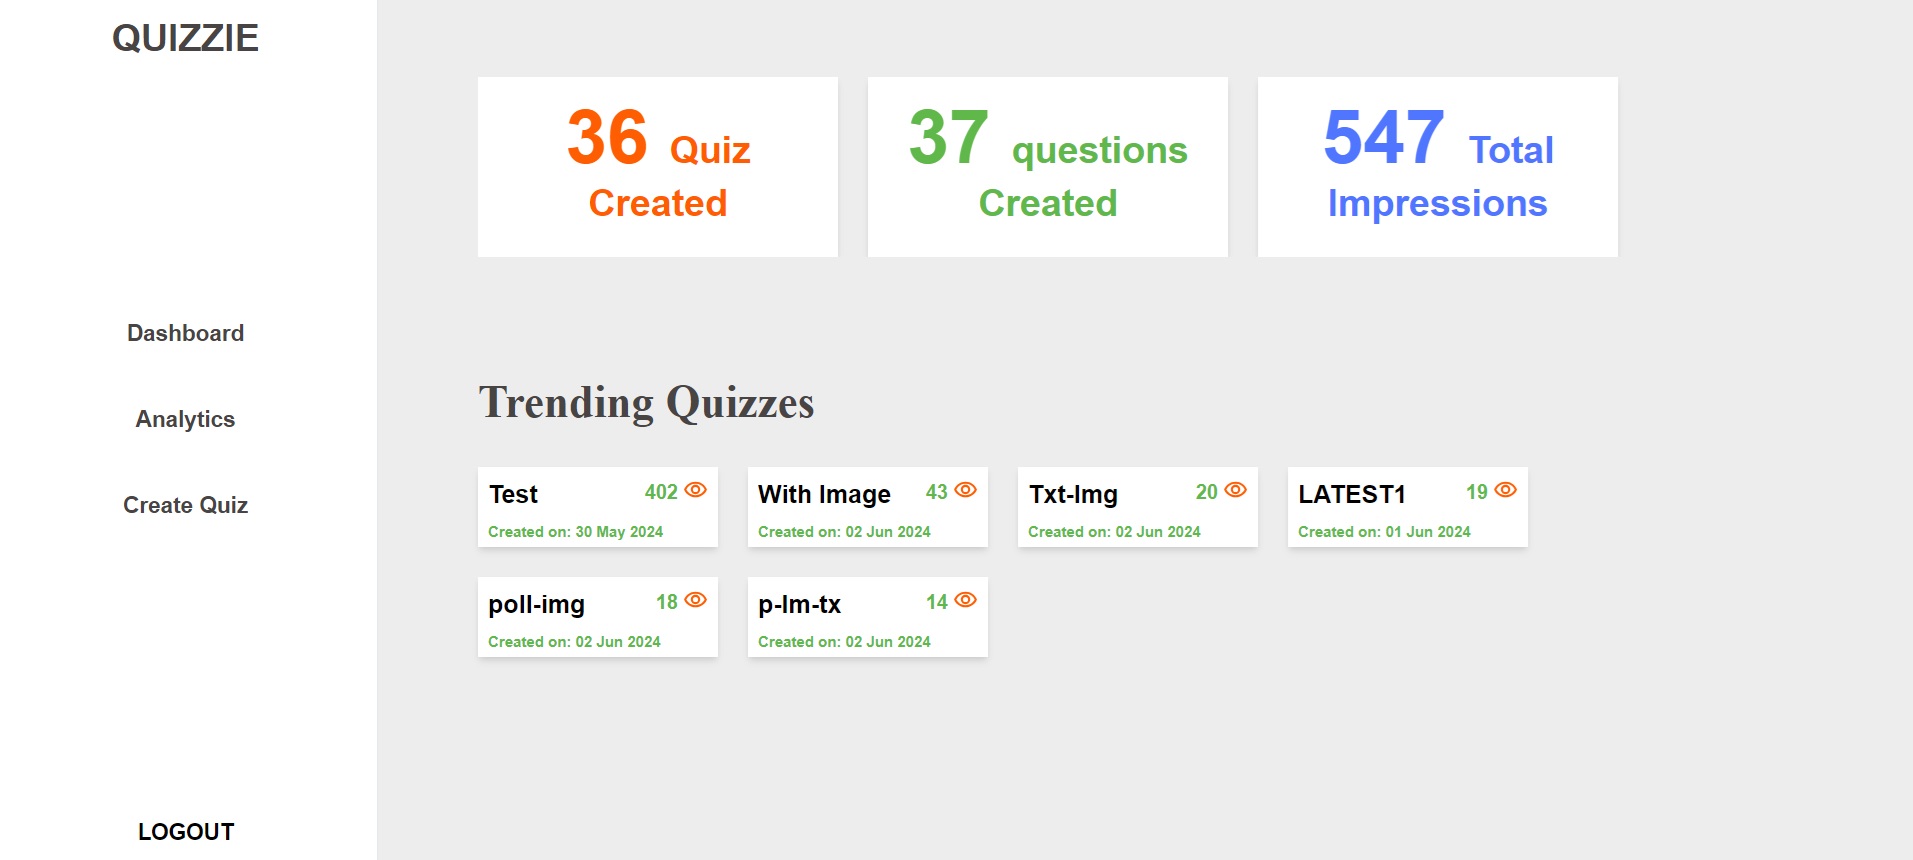 QUIZZIE
Dashboard
Analytics
Create Quiz
LOGOUT
36 Quiz
Created
37 questions
Created
547 Total
Impressions
Trending Quizzes
Test 402
Created on: 30 May 2024
With Image 43
Created on: 02 Jun 2024
Txt-Img 20
Created on: 02 Jun 2024
LATEST1 19
Created on: 01 Jun 2024
poll-img 18
Created on: 02 Jun 2024
p-Im-tx 14
Created on: 02 Jun 2024